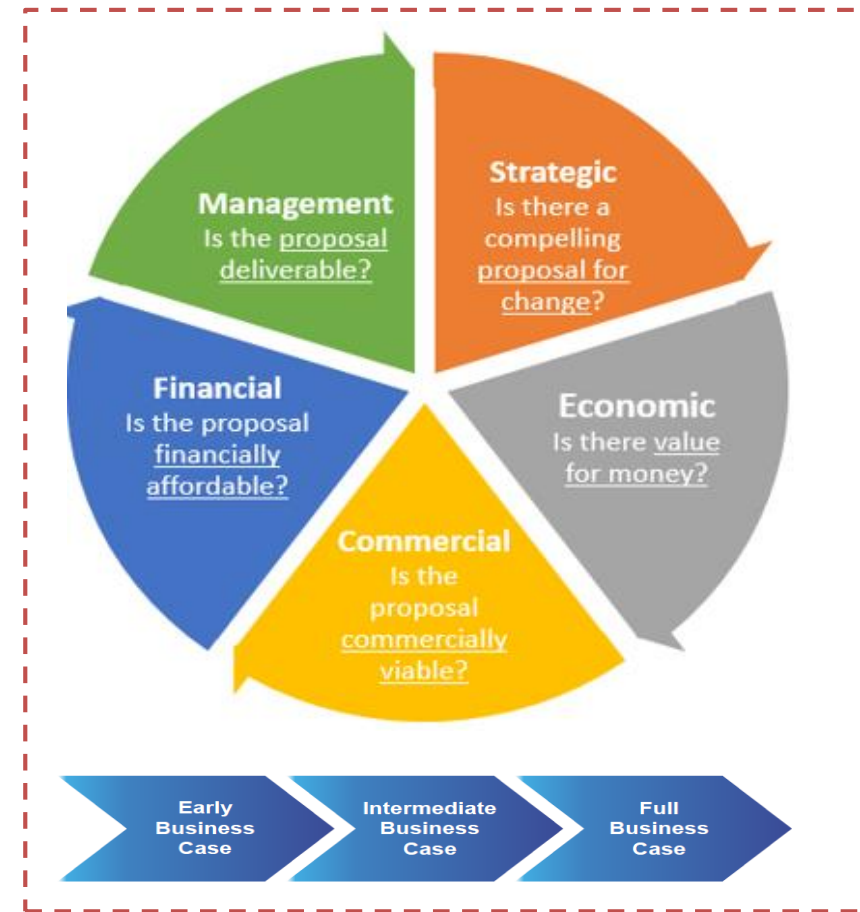 Strategic
Is there a
compelling
proposal for
change?
Economic
Is there value
for money?
Commercial
Is the
proposal
commercially
viable?
Financial
Is the proposal
financially
affordable?
Management
Is the proposal
deliverable?
Early
Business
Case
Intermediate
Business
Case
Full
Business
Case